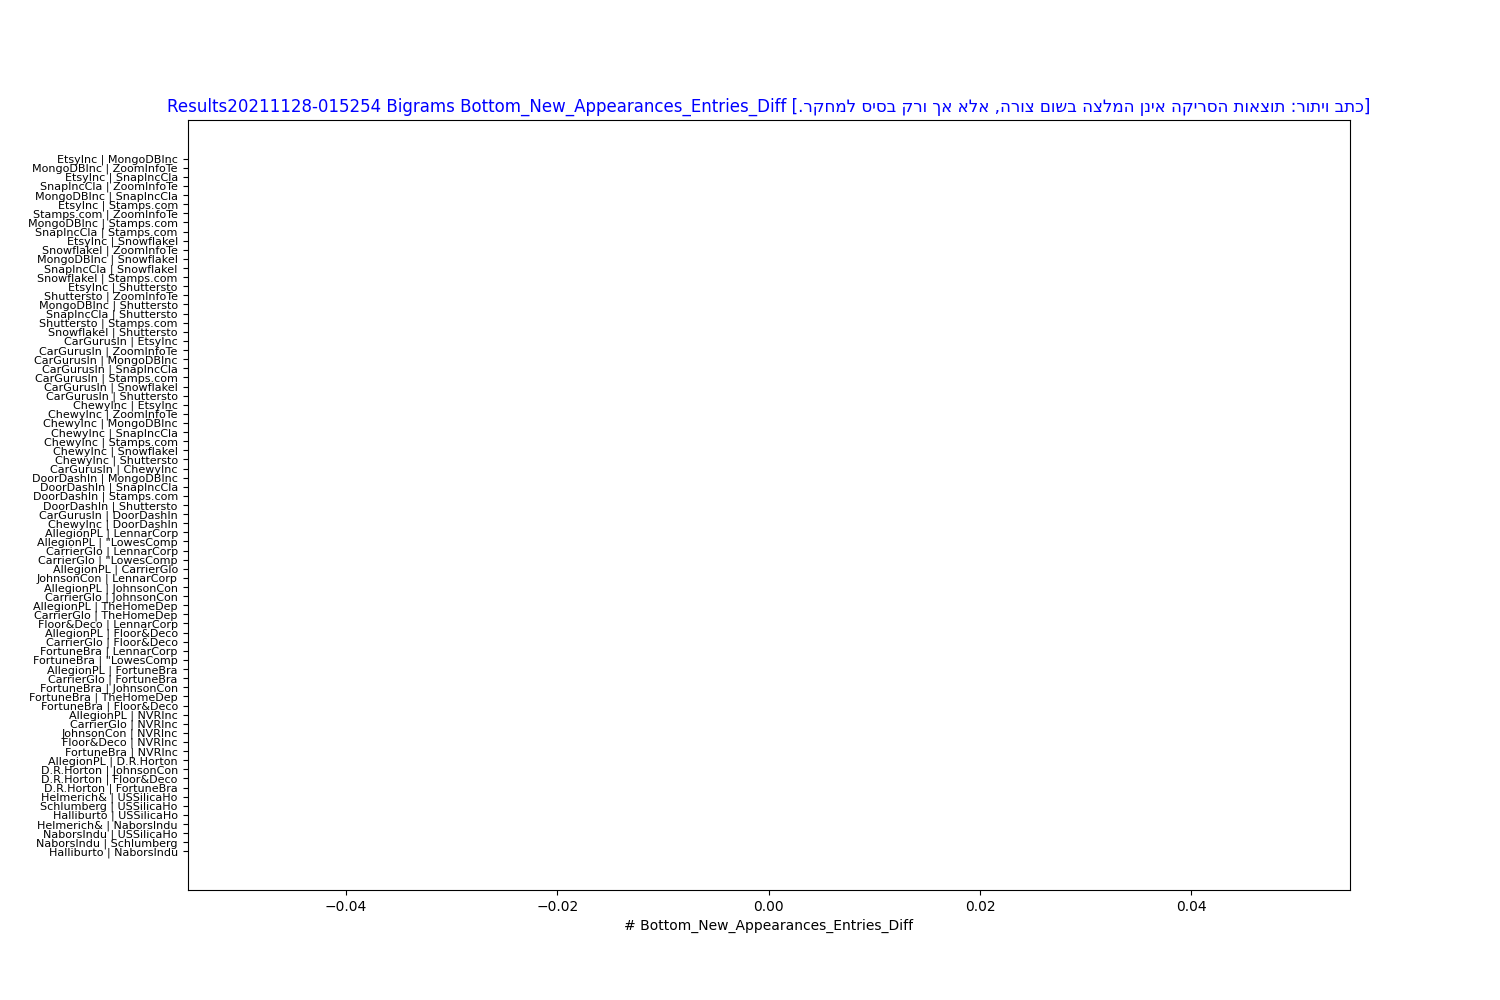 Results20211128-015254 Bigrams Bottom_New_Appearances_Entries_Diff [כתב ויתור: תוצאות הסריקה אינן המלצה בשום צורה, אלא אך ורק בסיס למחקר.]
EtsyInc | MongoDBInc
MongoDBInc | ZoomInfoTe
EtsyInc | SnapIncCla
SnapIncCla | ZoomInfoTe
MongoDBInc | SnapIncCla
EtsyInc | Stamps.com
Stamps.com | ZoomInfoTe
MongoDBInc | Stamps.com
SnapIncCla | Stamps.com
EtsyInc | SnowflakeI
SnowflakeI | ZoomInfoTe
MongoDBInc | SnowflakeI
SnapIncCla | SnowflakeI
SnowflakeI | Stamps.com
EtsyInc | Shuttersto
Shuttersto | ZoomInfoTe
MongoDBInc | Shuttersto
SnapIncCla | Shuttersto
Shuttersto | Stamps.com
SnowflakeI | Shuttersto
CarGurusIn | EtsyInc
CarGurusIn | ZoomInfoTe
CarGurusIn | MongoDBInc
CarGurusIn | SnapIncCla
CarGurusIn | Stamps.com
CarGurusIn | SnowflakeI
CarGurusIn | Shuttersto
ChewyInc | EtsyInc
ChewyInc | ZoomInfoTe
ChewyInc | MongoDBInc
ChewyInc | SnapIncCla
ChewyInc | Stamps.com
ChewyInc | SnowflakeI
ChewyInc | Shuttersto
CarGurusIn | ChewyInc
DoorDashIn | MongoDBInc
DoorDashIn | SnapIncCla
DoorDashIn | Stamps.com
DoorDashIn | Shuttersto
CarGurusIn | DoorDashIn
ChewyInc | DoorDashIn
AllegionPL | LennarCorp
AllegionPL | "LowesComp
CarrierGlo | LennarCorp
CarrierGlo | "LowesComp
AllegionPL | CarrierGlo
JohnsonCon | LennarCorp
AllegionPL | JohnsonCon
CarrierGlo | JohnsonCon
AllegionPL | TheHomeDep
CarrierGlo | TheHomeDep
Floor&Deco | LennarCorp
AllegionPL | Floor&Deco
CarrierGlo | Floor&Deco
FortuneBra | LennarCorp
FortuneBra | "LowesComp
AllegionPL | FortuneBra
CarrierGlo | FortuneBra
FortuneBra | JohnsonCon
FortuneBra | TheHomeDep
FortuneBra | Floor&Deco
AllegionPL | NVRInc
CarrierGlo | NVRInc
JohnsonCon | NVRInc
Floor&Deco | NVRInc
FortuneBra | NVRInc
AllegionPL | D.R.Horton
D.R.Horton | JohnsonCon
D.R.Horton | Floor&Deco
D.R.Horton | FortuneBra
Helmerich& | USSilicaHo
Schlumberg | USSilicaHo
Halliburto | USSilicaHo
Helmerich& | NaborsIndu
NaborsIndu | USSilicaHo
NaborsIndu | Schlumberg
Halliburto | NaborsIndu
−0.04 −0.02 0.00 0.02 0.04
# Bottom_New_Appearances_Entries_Diff